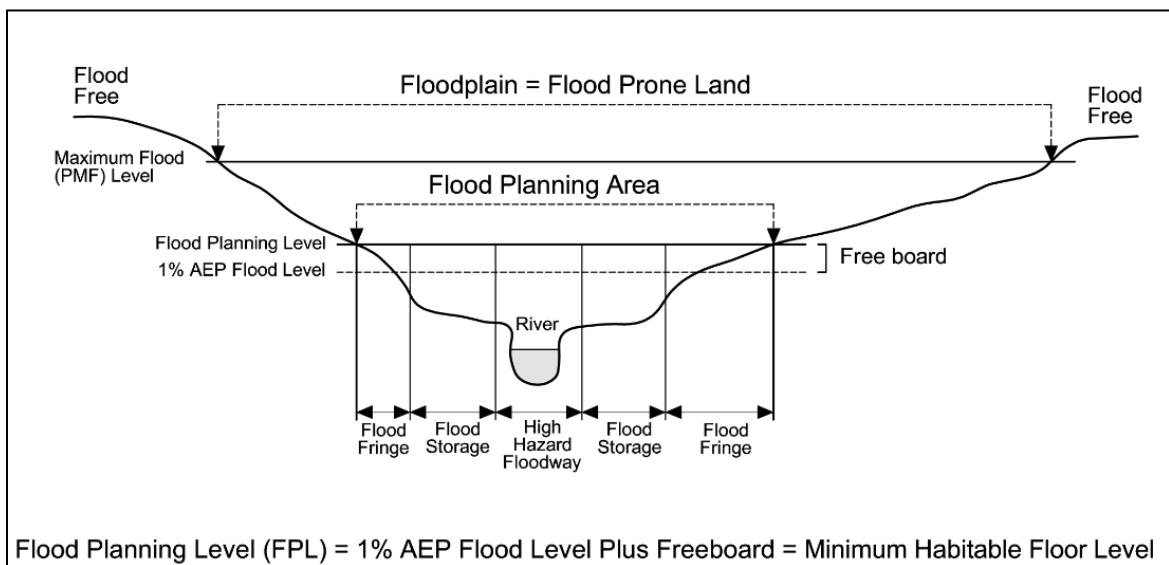 Flood
Free
Floodplain = Flood Prone Land
Flood
Free
Maximum Flood
(PMF) Level
Flood Planning Area
Flood Planning Level
1% AEP Flood Level
Free board
River
Flood
Fringe
Flood
Storage
High
Hazard
Floodway
Flood
Storage
Flood
Fringe
Flood Planning Level (FPL) = 1% AEP Flood Level Plus Freeboard = Minimum Habitable Floor Level